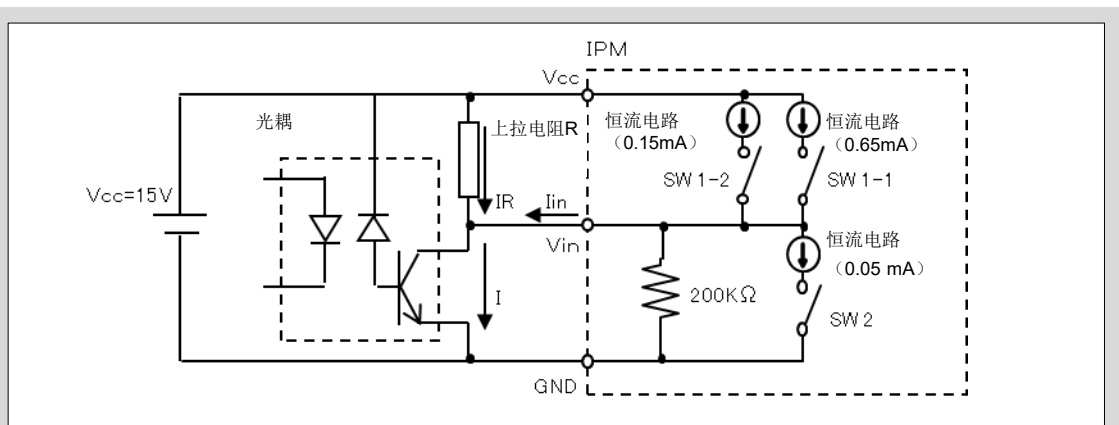 IPM
Vcc
光耦
上拉电阻R
恒流电路
（0.15mA）
恒流电路
（0.65mA）
SW 1-2
SW 1-1
Vcc=15V
IR
Iin
Vin
恒流电路
（0.05 mA）
200KΩ
I
SW 2
GND